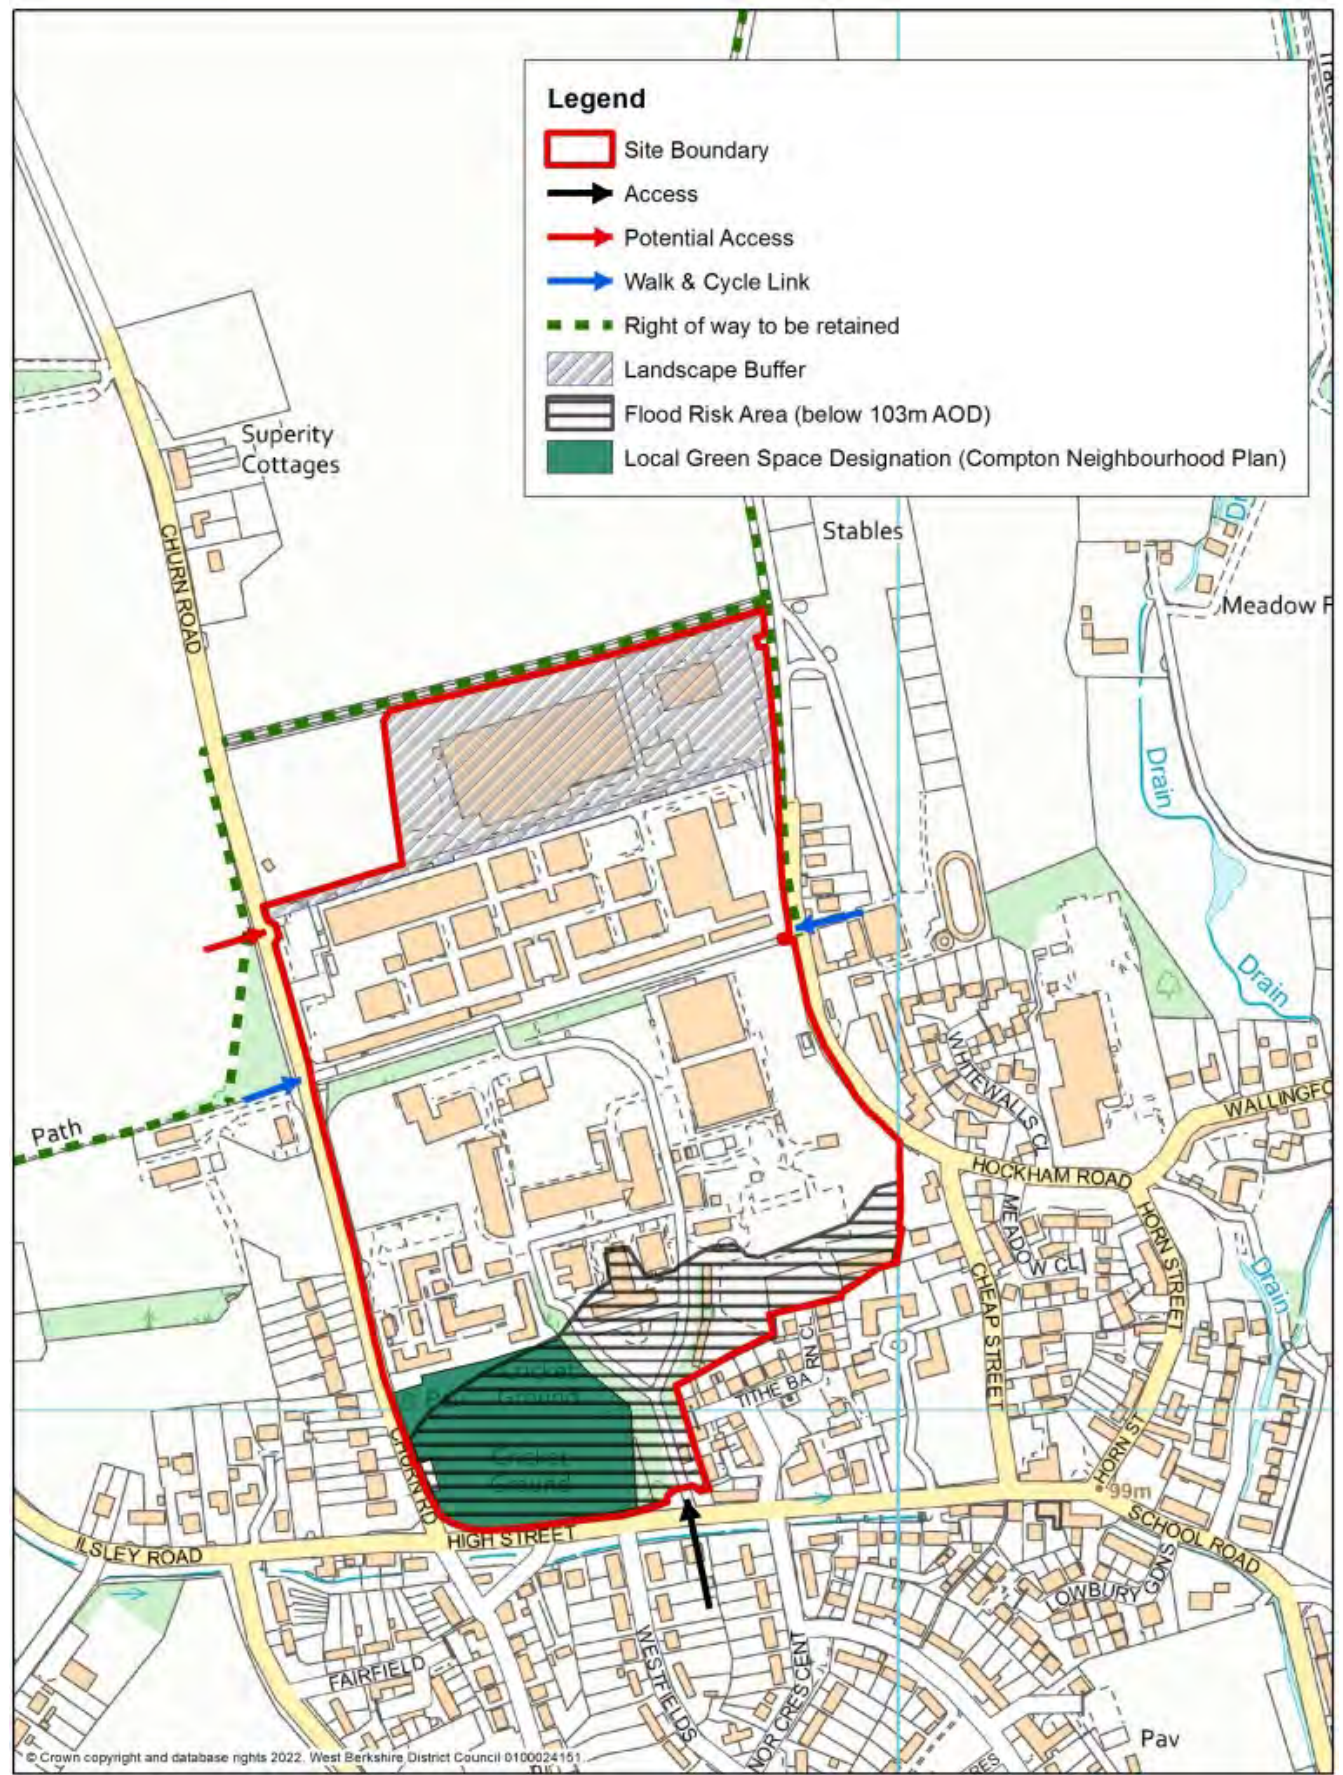 Legend
Site Boundary
Access
Potential Access
Walk & Cycle Link
Right of way to be retained
Landscape Buffer
Flood Risk Area (below 103m AOD)
Local Green Space Designation (Compton Neighbourhood Plan)
Superity
Cottages
CHURN ROAD
Stables
Meadow F
Drain
Drain
Path
WHITEWALLS CL
WALLINGFO
HOCKHAM ROAD
MEADOW CL
HORN STREET
Drain
CHEAP STREET
TITHE BARN CL
Cricket
Ground
Cricket
Ground
CHURN RD
HORN ST
99m
HIGH STREET
ILSLEY ROAD
SCHOOL ROAD
OWBURY GDNS
FAIRFIELD
WESTFIELDS
NOR CRESCENT
Pav
© Crown copyright and database rights 2022. West Berkshire District Council 0100024151.